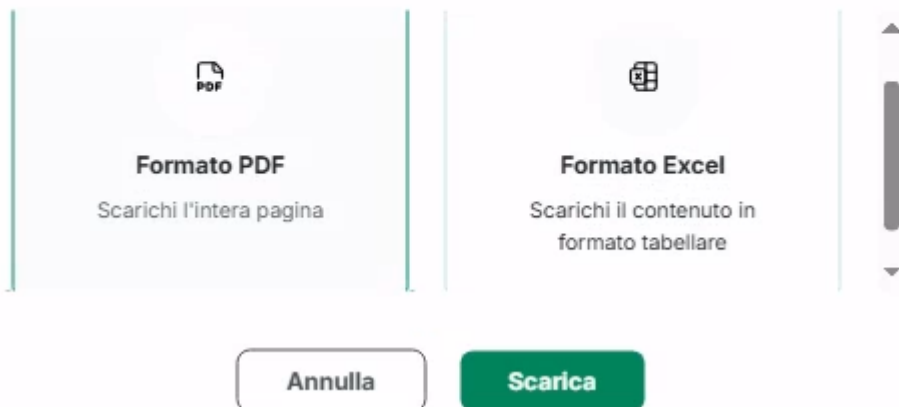 PDF
Formato PDF
Scarichi l'intera pagina
X
Formato Excel
Scarichi il contenuto in
formato tabellare
Annulla
Scarica